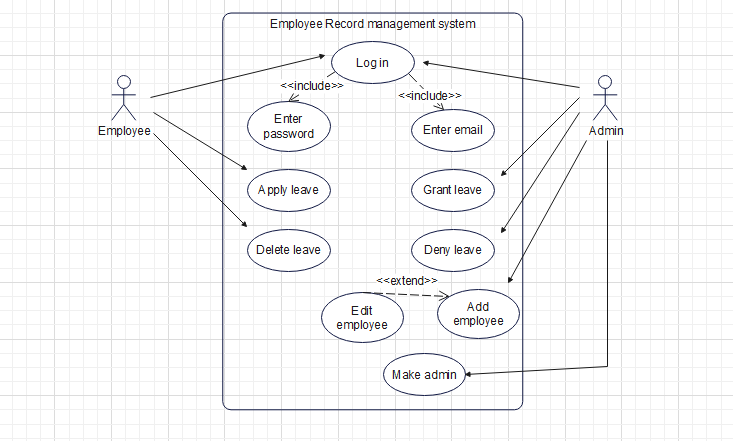 Employee Record management system
Log in
<<include>>
<<include>>
Enter
password
Enter email
Employee
Admin
Apply leave
Grant leave
Delete leave
Deny leave
<<extend>>
Edit
employee
Add
employee
Make admin